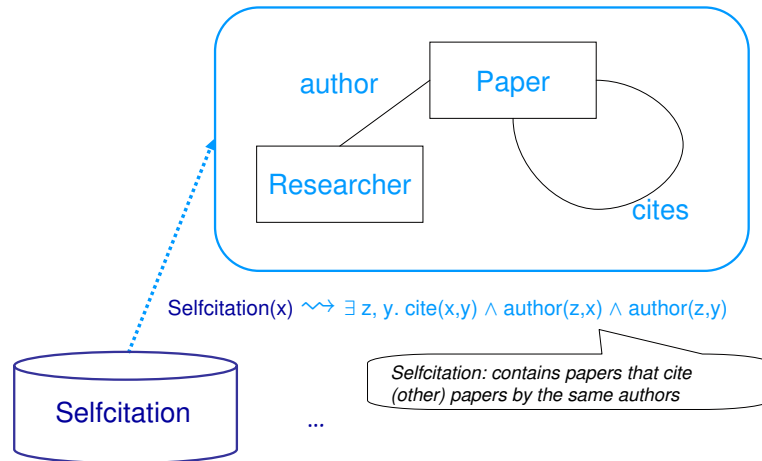 author
Paper
Researcher
cites
Selfcitation(x) ⤳ ∃ z, y. cite(x,y) ∧ author(z,x) ∧ author(z,y)
Selfcitation: contains papers that cite
(other) papers by the same authors
Selfcitation
...